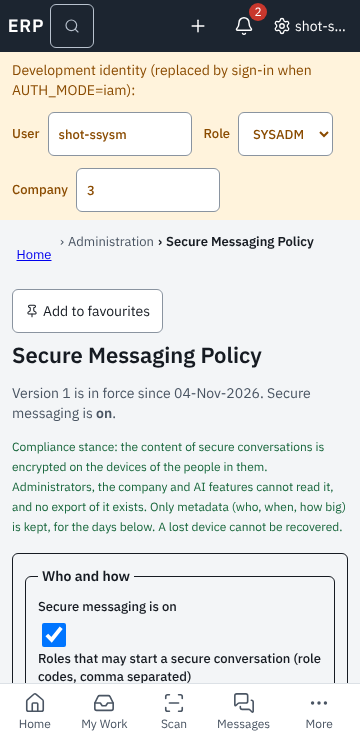 ERP
2
shot-s...
Development identity (replaced by sign-in when
AUTH_MODE=iam):
User shot-ssysm Role SYSADM
Company 3
Home › Administration › Secure Messaging Policy
Add to favourites
Secure Messaging Policy
Version 1 is in force since 04-Nov-2026. Secure
messaging is on.
Compliance stance: the content of secure conversations is
encrypted on the devices of the people in them.
Administrators, the company and AI features cannot read it,
and no export of it exists. Only metadata (who, when, how big)
is kept, for the days below. A lost device cannot be recovered.
Who and how
Secure messaging is on
Roles that may start a secure conversation (role
codes, comma separated)
Home My Work Scan Messages More